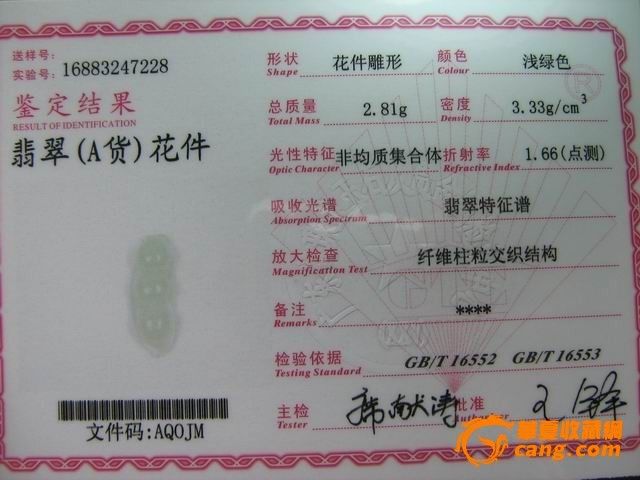 送样号:
实验号: 16883247228
鉴定结果
RESULT OF IDENTIFICATION
翡翠(A货)花件
文件码:AQOJM
形状 花件雕形 颜色 浅绿色
Shape Colour
总质量 2.81g 密度 3.33g/cm³
Total Mass Density
光性特征 非均质集合体 折射率 1.66(点测)
Optic Character Refractive Index
吸收光谱 翡翠特征谱
Absorption Spectrum
放大检查 纤维柱粒交织结构
Magnification Test
备注 ****
Remarks
检验依据 GB/T 16552 GB/T 16553
Testing Standard
主检 批准
Tester
华夏收藏网
cang.com